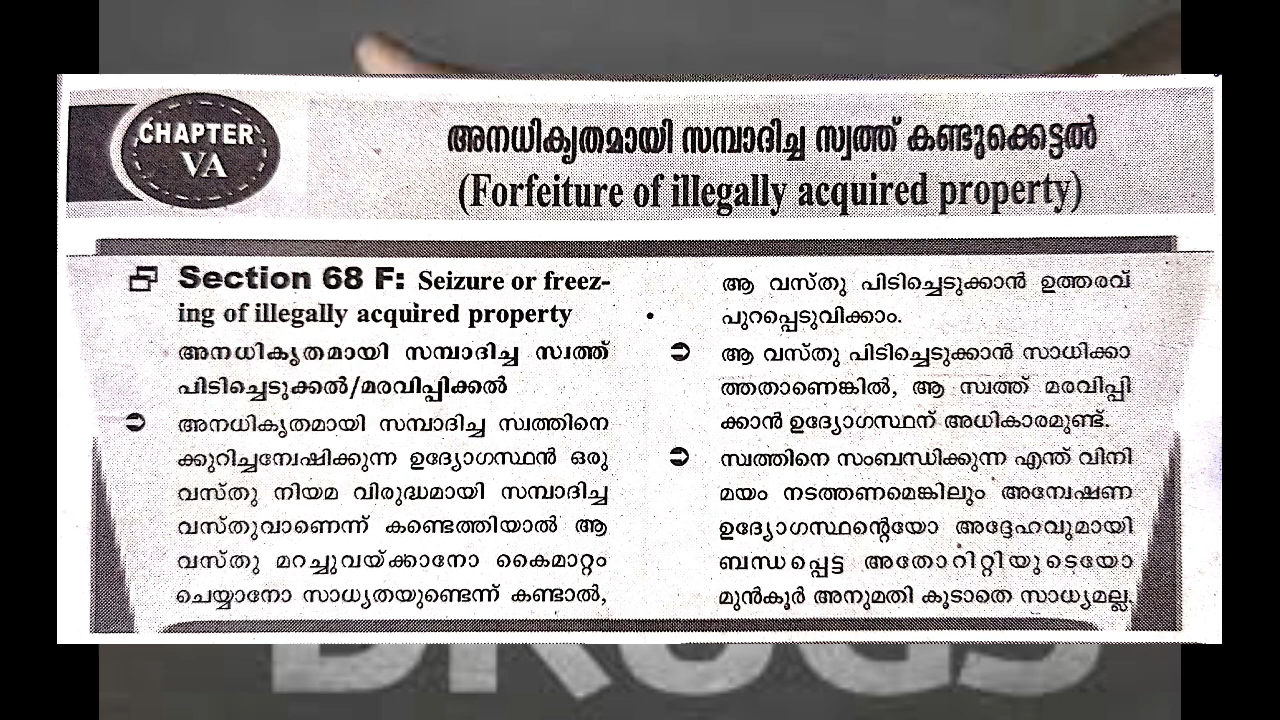 CHAPTER
VA
അനധികൃതമായി സമ്പാദിച്ച സ്വത്ത് കണ്ടുക്കെട്ടൽ
(Forfeiture of illegally acquired property)
Section 68 F: Seizure or freez-
ing of illegally acquired property
അനധികൃതമായി സമ്പാദിച്ച സ്വത്ത്
പിടിച്ചെടുക്കൽ/മരവിപ്പിക്കൽ
അനധികൃതമായി സമ്പാദിച്ച സ്വത്തിനെ
ക്കുറിച്ചന്വേഷിക്കുന്ന ഉദ്യോഗസ്ഥൻ ഒരു
വസ്തു നിയമ വിരുദ്ധമായി സമ്പാദിച്ച
വസ്തുവാണെന്ന് കണ്ടെത്തിയാൽ ആ
വസ്തു മറച്ചുവയ്ക്കാനോ കൈമാറ്റം
ചെയ്യാനോ സാധ്യതയുണ്ടെന്ന് കണ്ടാൽ,
ആ വസ്തു പിടിച്ചെടുക്കാൻ ഉത്തരവ്
പുറപ്പെടുവിക്കാം.
ആ വസ്തു പിടിച്ചെടുക്കാൻ സാധിക്കാ
ത്തതാണെങ്കിൽ, ആ സ്വത്ത് മരവിപ്പി
ക്കാൻ ഉദ്യോഗസ്ഥന് അധികാരമുണ്ട്.
സ്വത്തിനെ സംബന്ധിക്കുന്ന എന്ത് വിനി
മയം നടത്തണമെങ്കിലും അന്വേഷണ
ഉദ്യോഗസ്ഥന്റെയോ അദ്ദേഹവുമായി
ബന്ധപ്പെട്ട അതോറിറ്റിയുടെയോ
മുൻകൂർ അനുമതി കൂടാതെ സാധ്യമല്ല.
DRUGS